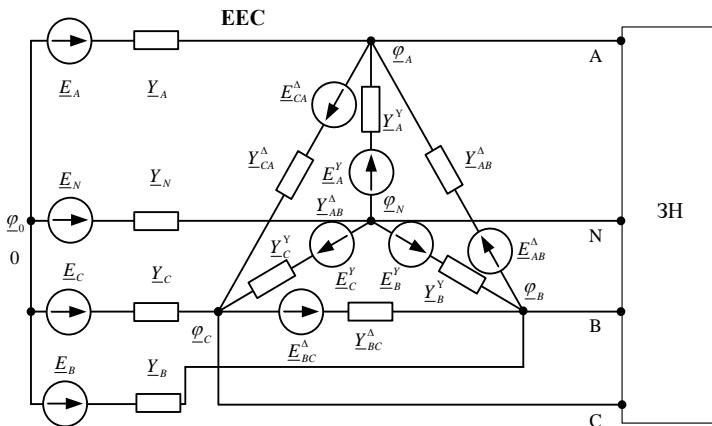 EEC
A
φ_A
E_A
Y_A
E^Δ_CA
Y^Y_A
Y^Δ_CA
Y^Δ_AB
E^Y_A
E_N
Y_N
φ_N
ЗН
φ_0
Y^Δ_AB
N
0
Y^Y_C
E^Δ_AB
E_C
Y_C
E^Y_C
E^Y_B
Y^Y_B
φ_B
φ_C
B
E^Δ_BC
Y^Δ_BC
E_B
Y_B
C